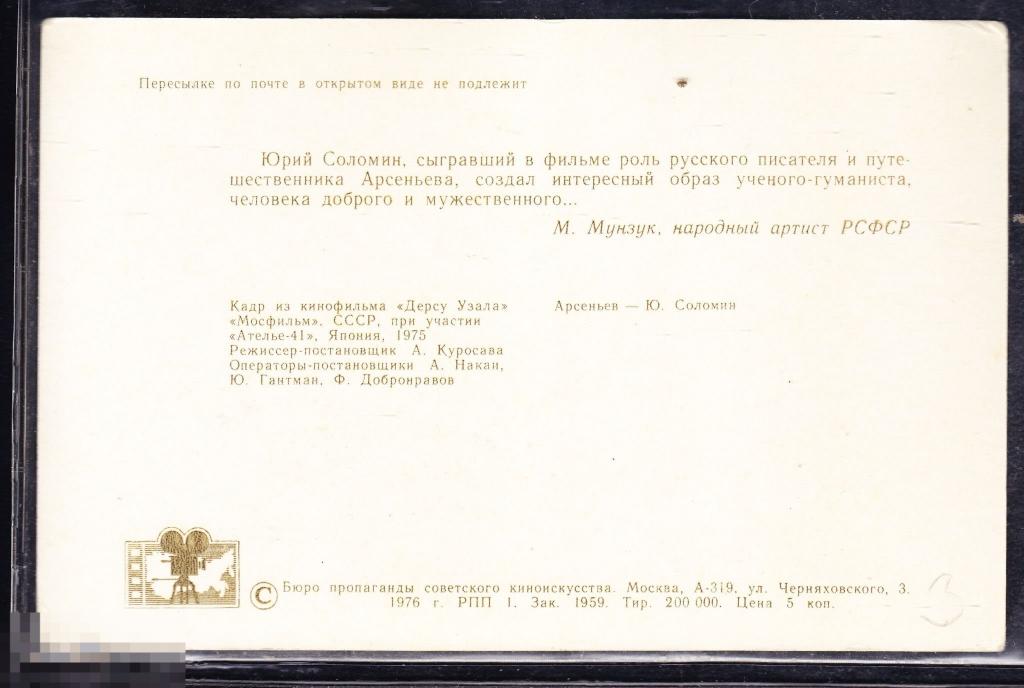 Пересылке по почте в открытом виде не подлежит
Юрий Соломин, сыгравший в фильме роль русского писателя и путе-
шественника Арсеньева, создал интересный образ ученого-гуманиста,
человека доброго и мужественного...
М. Мунзук, народный артист РСФСР
Кадр из кинофильма «Дерсу Узала»
«Мосфильм», СССР, при участии
«Ателье-41», Япония, 1975
Режиссер-постановщик А. Куросава
Операторы-постановщики А. Накаи,
Ю. Гантман, Ф. Добронравов
Арсеньев — Ю. Соломин
© Бюро пропаганды советского киноискусства. Москва, А-319, ул. Черняховского, 3.
1976 г. РПП 1. Зак. 1959. Тир. 200 000. Цена 5 коп.
3